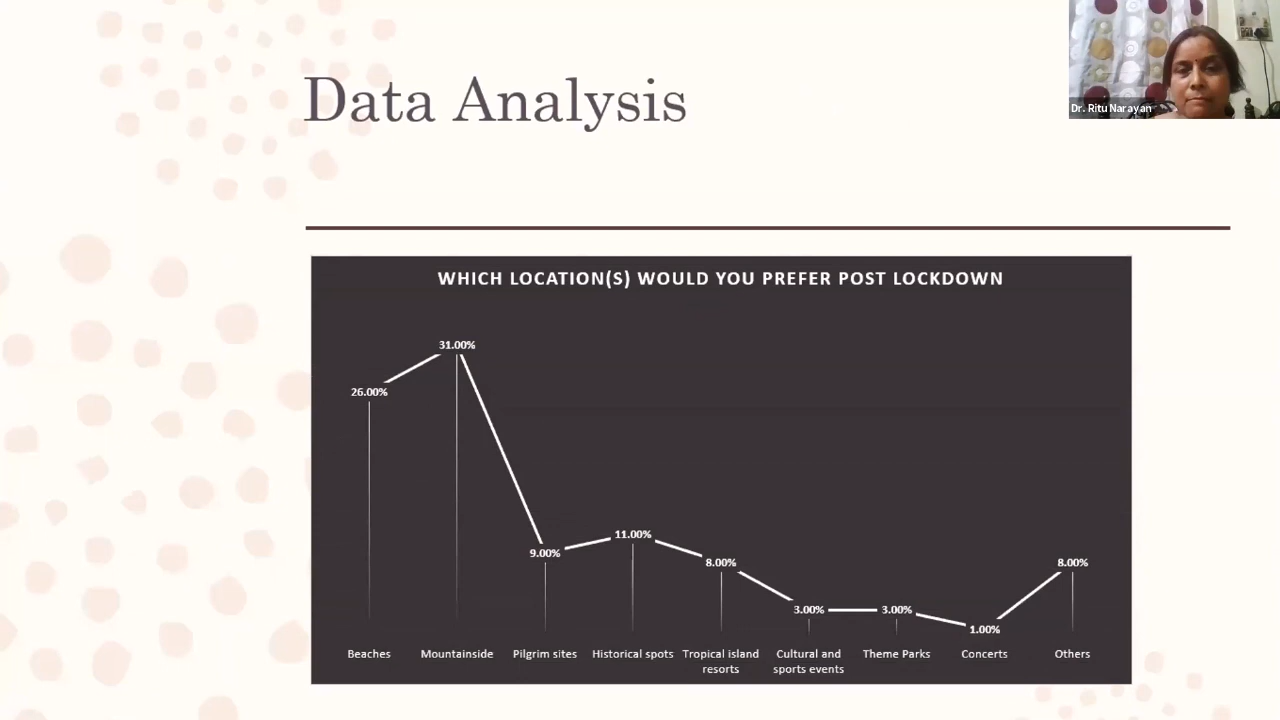 Data Analysis
Dr. Ritu Narayan
WHICH LOCATION(S) WOULD YOU PREFER POST LOCKDOWN
31.00%
26.00%
11.00%
9.00%
8.00%
8.00%
3.00%
3.00%
1.00%
Beaches
Mountainside
Pilgrim sites
Historical spots
Tropical island
resorts
Cultural and
sports events
Theme Parks
Concerts
Others